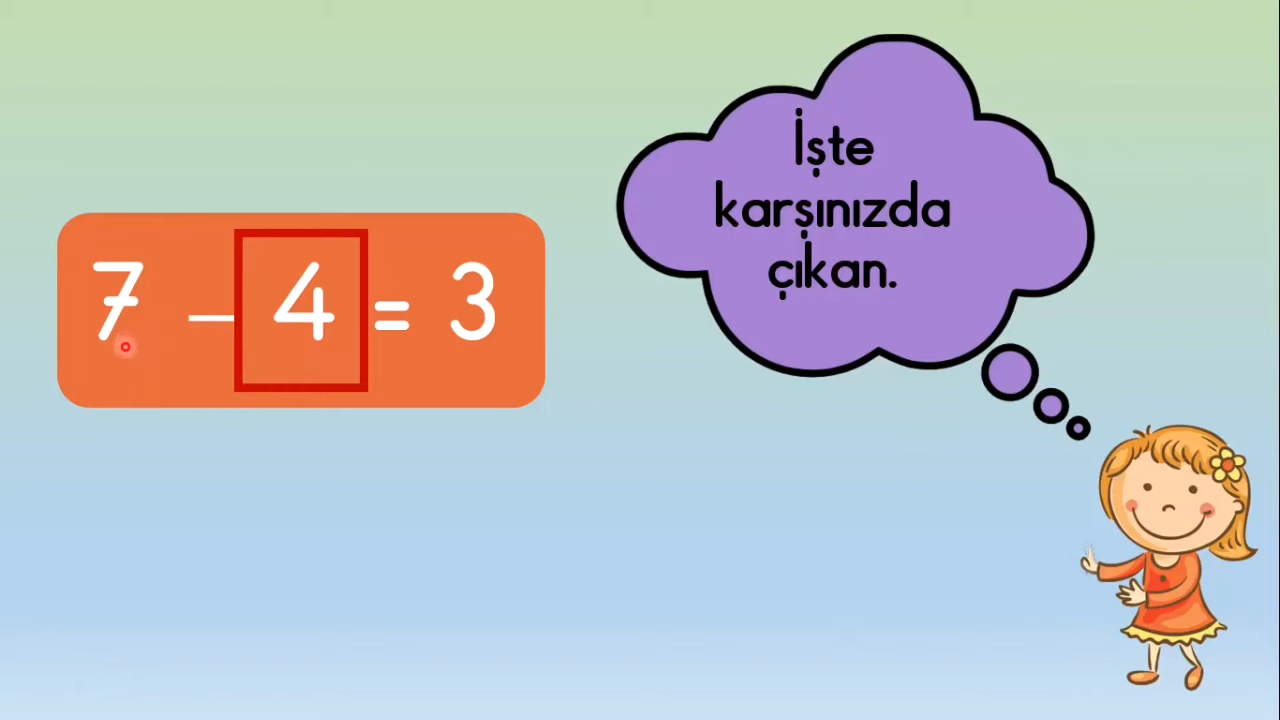 7 – 4 = 3
İşte
karşınızda
çıkan.